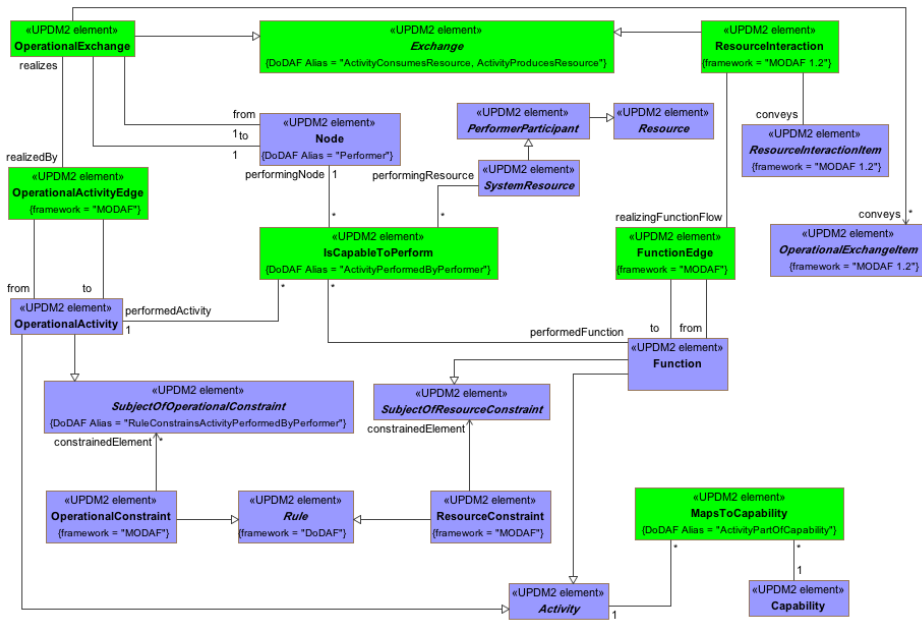 «UPDM2 element»
OperationalExchange
«UPDM2 element»
Exchange
{DoDAF Alias = "ActivityConsumesResource, ActivityProducesResource"}
«UPDM2 element»
ResourceInteraction
{framework = "MODAF 1.2"}
realizes
from
1
to
1
«UPDM2 element»
Node
{DoDAF Alias = "Performer"}
«UPDM2 element»
PerformerParticipant
«UPDM2 element»
Resource
conveys
«UPDM2 element»
ResourceInteractionItem
{framework = "MODAF 1.2"}
realizedBy
«UPDM2 element»
OperationalActivityEdge
{framework = "MODAF"}
performingNode
1
performingResource
«UPDM2 element»
SystemResource
*
*
realizingFunctionFlow
conveys
*
«UPDM2 element»
IsCapableToPerform
{DoDAF Alias = "ActivityPerformedByPerformer"}
«UPDM2 element»
FunctionEdge
{framework = "MODAF"}
«UPDM2 element»
OperationalExchangeItem
{framework = "MODAF 1.2"}
from
to
*
*
«UPDM2 element»
OperationalActivity
performedActivity
1
performedFunction
to
from
«UPDM2 element»
Function
«UPDM2 element»
SubjectOfOperationalConstraint
{DoDAF Alias = "RuleConstrainsActivityPerformedByPerformer"}
«UPDM2 element»
SubjectOfResourceConstraint
constrainedElement
*
constrainedElement
«UPDM2 element»
OperationalConstraint
{framework = "MODAF"}
«UPDM2 element»
Rule
{framework = "DoDAF"}
«UPDM2 element»
ResourceConstraint
{framework = "MODAF"}
«UPDM2 element»
MapsToCapability
{DoDAF Alias = "ActivityPartOfCapability"}
*
*
1
«UPDM2 element»
Activity
1
«UPDM2 element»
Capability